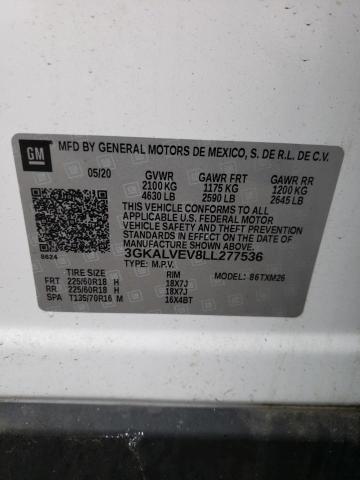 GM
MFD BY GENERAL MOTORS DE MEXICO, S. DE R.L. DE C.V.
05/20 GVWR GAWR FRT GAWR RR
2100 KG 1175 KG 1200 KG
4630 LB 2590 LB 2645 LB
THIS VEHICLE CONFORMS TO ALL
APPLICABLE U.S. FEDERAL MOTOR
VEHICLE SAFETY, BUMPER, AND THEFT PREVENTION
STANDARDS IN EFFECT ON THE DATE OF
MANUFACTURE SHOWN ABOVE.
8624 3GKALVEV8LL277536
TYPE: M.P.V. MODEL: 86TXM26
TIRE SIZE RIM
FRT 225/60R18 H 18X7J
RR 225/60R18 H 18X7J
SPA T135/70R16 M 16X4BT